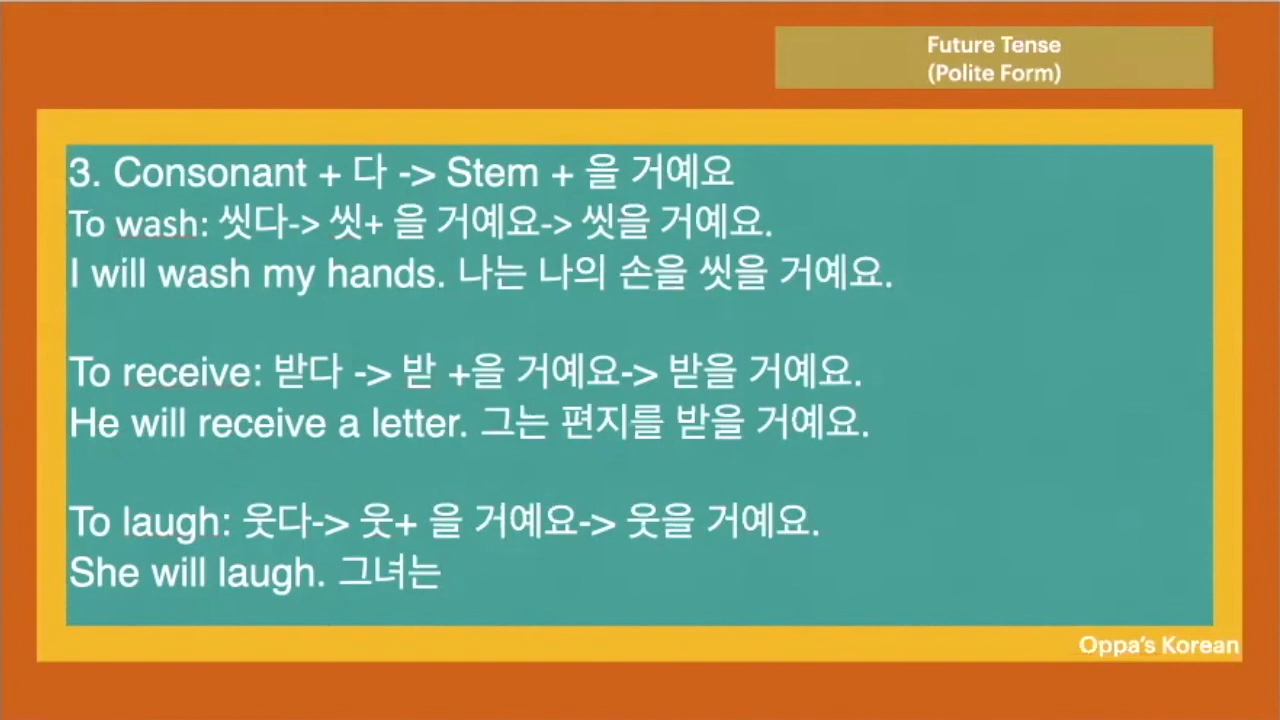 Future Tense
(Polite Form)
3. Consonant + 다 -> Stem + 을 거예요
To wash: 씻다-> 씻+ 을 거예요-> 씻을 거예요.
I will wash my hands. 나는 나의 손을 씻을 거예요.
To receive: 받다 -> 받 +을 거예요-> 받을 거예요.
He will receive a letter. 그는 편지를 받을 거예요.
To laugh: 웃다-> 웃+ 을 거예요-> 웃을 거예요.
She will laugh. 그녀는
Oppa's Korean